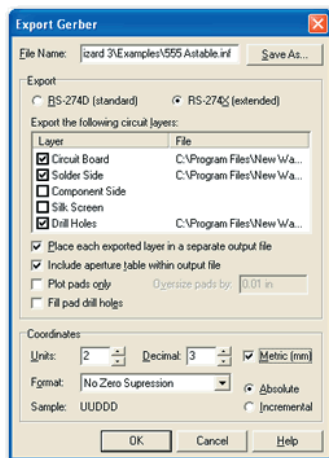 Export Gerber
File Name: izard 3\Examples\555 Astable.inf Save As...
Export
RS-274D (standard) RS-274X (extended)
Export the following circuit layers:
Layer File
Circuit Board C:\Program Files\New Wa...
Solder Side C:\Program Files\New Wa...
Component Side
Silk Screen
Drill Holes C:\Program Files\New Wa...
Place each exported layer in a separate output file
Include aperture table within output file
Plot pads only Oversize pads by: 0.01 in
Fill pad drill holes
Coordinates
Units: 2 Decimal: 3 Metric (mm)
Format: No Zero Supression Absolute
Sample: UUDDD Incremental
OK Cancel Help